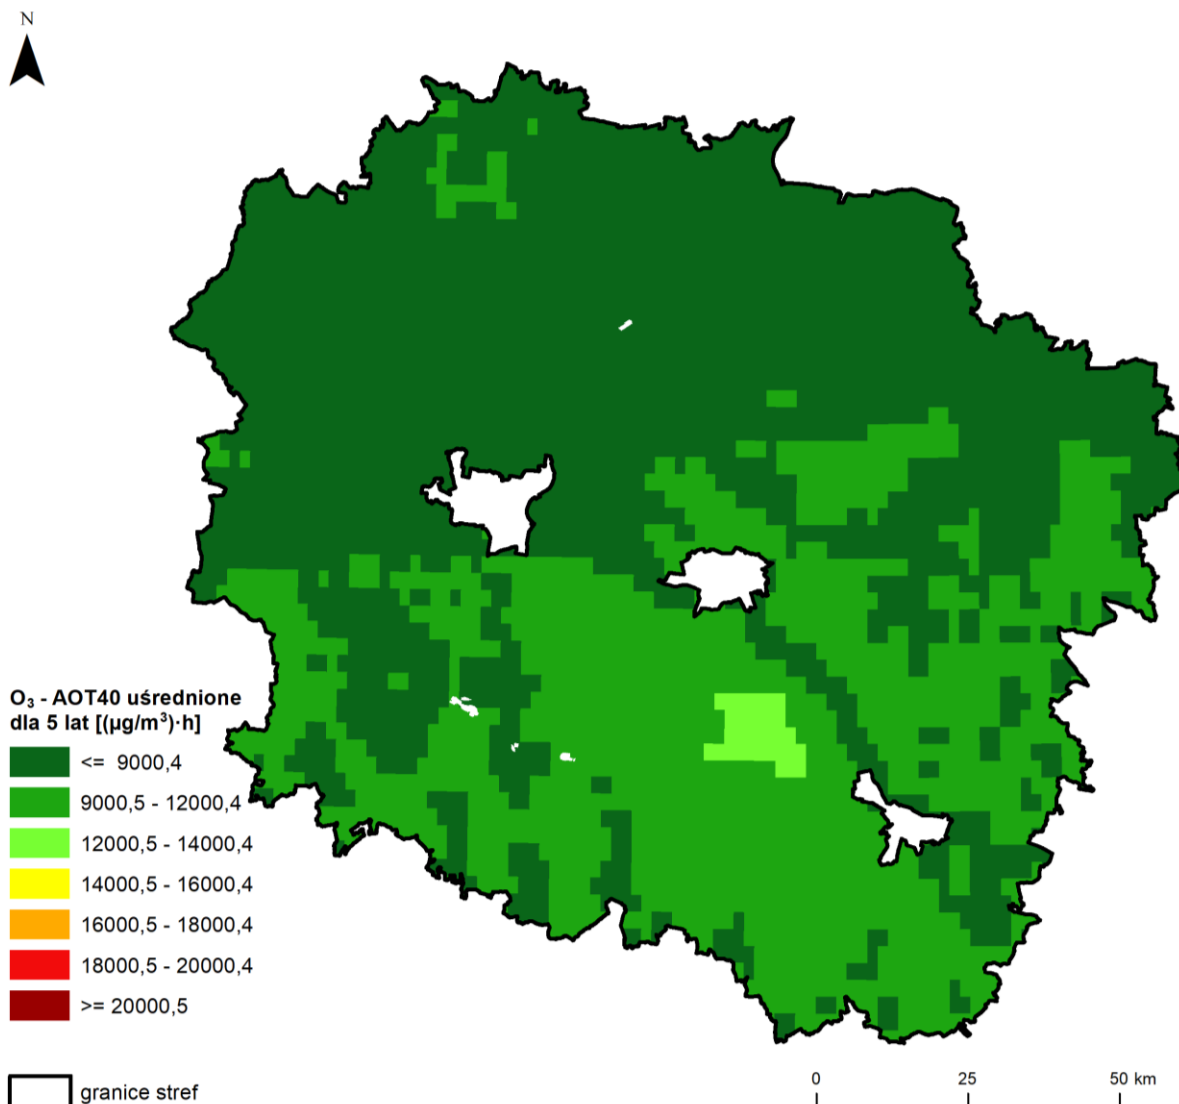 N
O₃ - AOT40 uśrednione
dla 5 lat [(µg/m³)·h]
<= 9000,4
9000,5 - 12000,4
12000,5 - 14000,4
14000,5 - 16000,4
16000,5 - 18000,4
18000,5 - 20000,4
>= 20000,5
granice stref
0 25 50 km